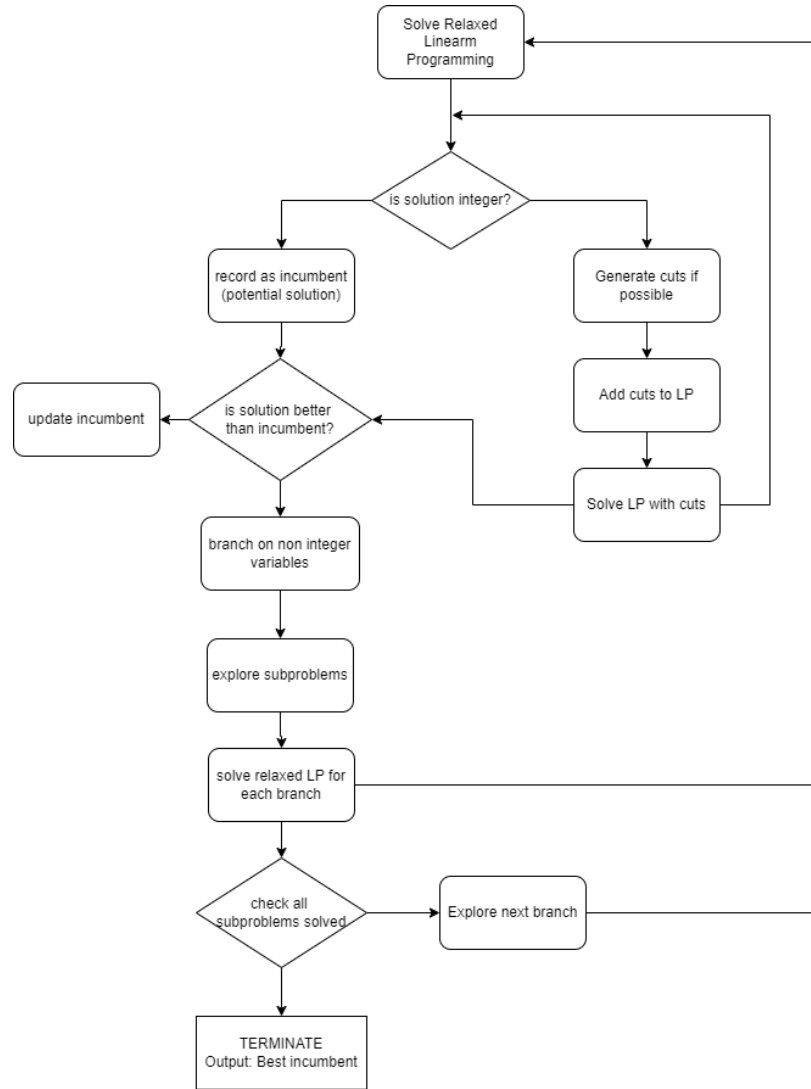 Solve Relaxed
Linearm
Programming
is solution integer?
record as incumbent
(potential solution)
Generate cuts if
possible
Add cuts to LP
is solution better
than incumbent?
update incumbent
Solve LP with cuts
branch on non integer
variables
explore subproblems
solve relaxed LP for
each branch
check all
subproblems solved
Explore next branch
TERMINATE
Output: Best incumbent